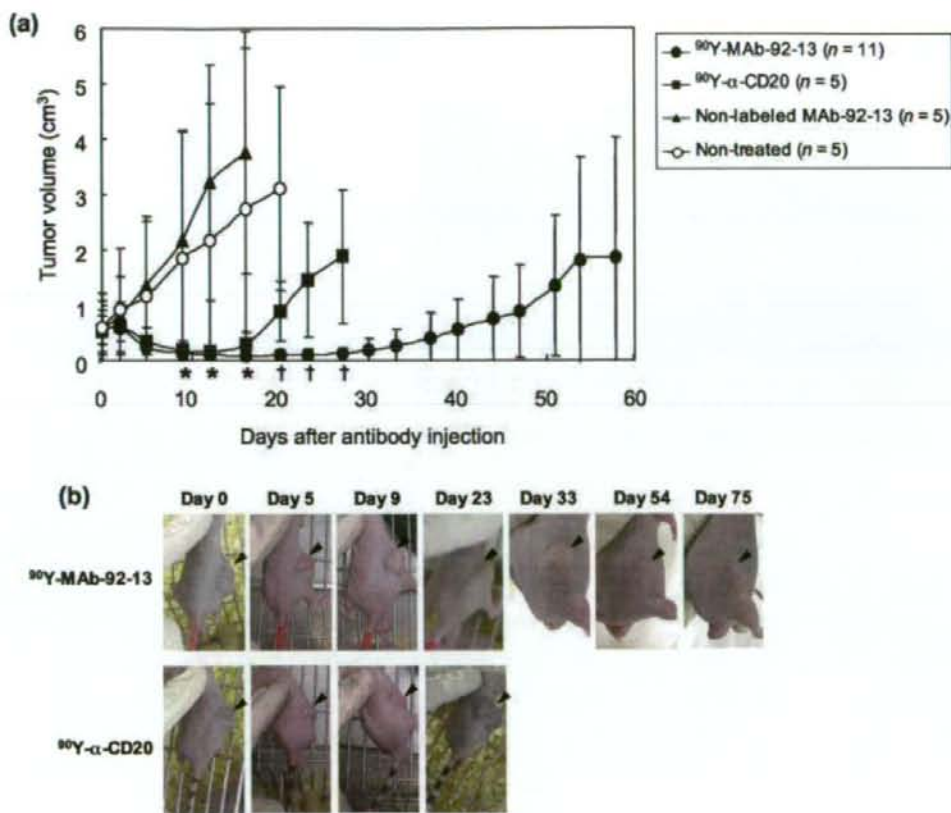 (a)
6
5
4
3
2
1
0
Tumor volume (cm³)
* * * † † †
0 10 20 30 40 50 60
Days after antibody injection
⁹⁰Y-MAb-92-13 (n = 11)
⁹⁰Y-α-CD20 (n = 5)
Non-labeled MAb-92-13 (n = 5)
Non-treated (n = 5)
(b)
Day 0 Day 5 Day 9 Day 23 Day 33 Day 54 Day 75
⁹⁰Y-MAb-92-13
⁹⁰Y-α-CD20